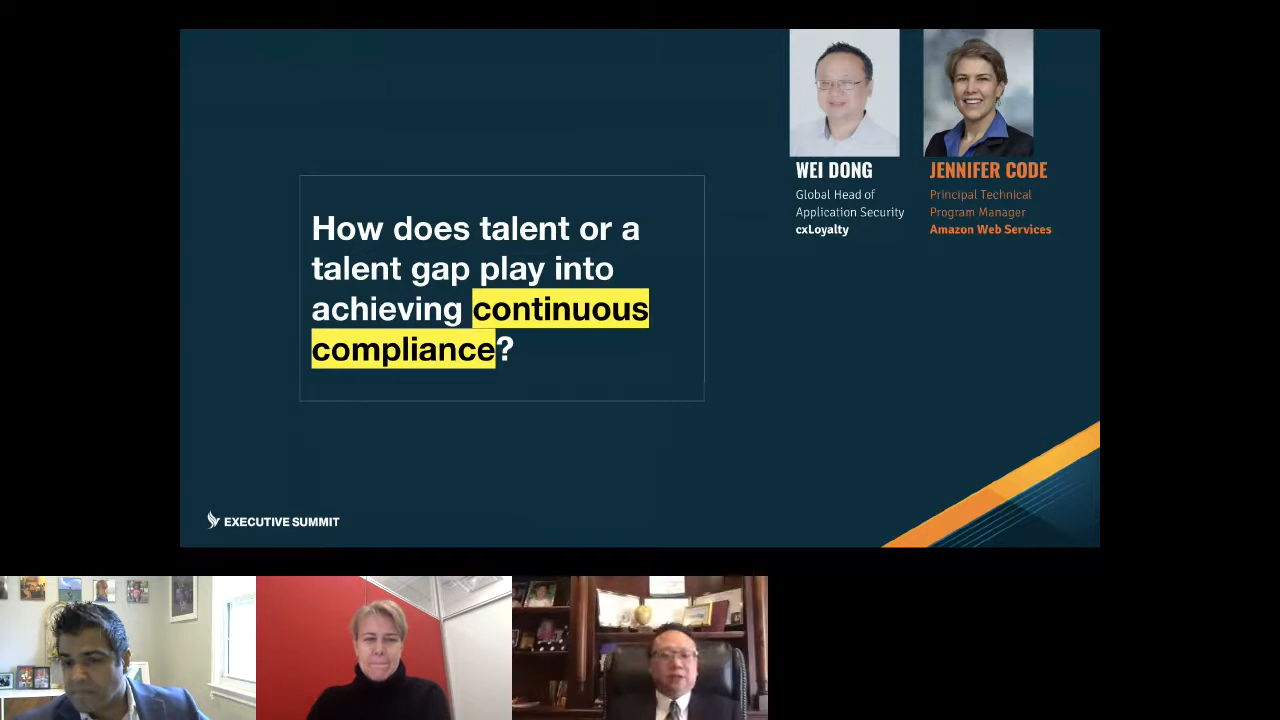 WEI DONG
Global Head of
Application Security
cxLoyalty
JENNIFER CODE
Principal Technical
Program Manager
Amazon Web Services
How does talent or a
talent gap play into
achieving continuous
compliance?
EXECUTIVE SUMMIT